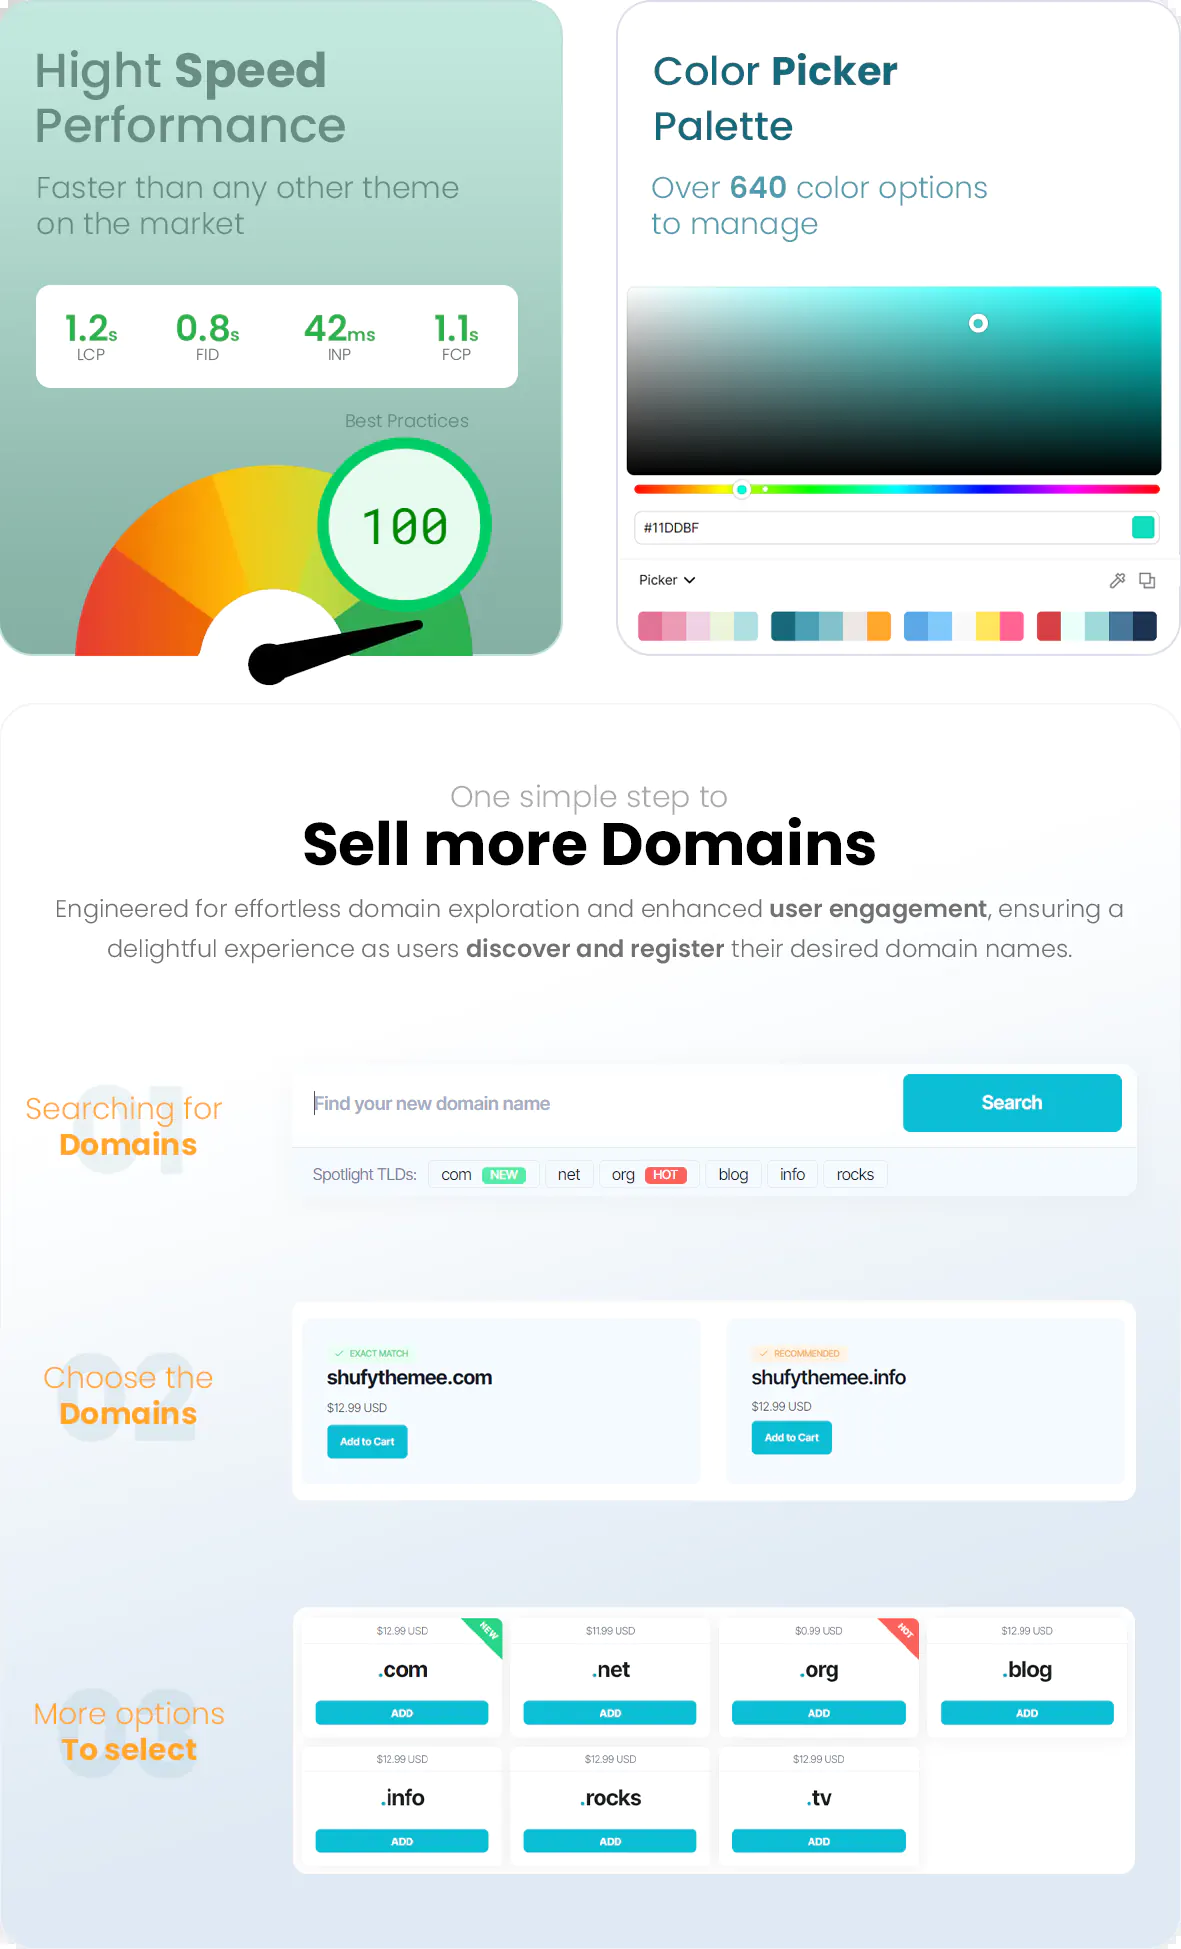 Hight Speed
Performance
Faster than any other theme
on the market
1.2s
LCP
0.8s
FID
42ms
INP
1.1s
FCP
Best Practices
100
Color Picker
Palette
Over 640 color options
to manage
#11DDBF
Picker
One simple step to
Sell more Domains
Engineered for effortless domain exploration and enhanced user engagement, ensuring a
delightful experience as users discover and register their desired domain names.
01
Searching for
Domains
Find your new domain name
Search
Spotlight TLDs: com NEW net org HOT blog info rocks
02
Choose the
Domains
EXACT MATCH
shufythemee.com
$12.99 USD
Add to Cart
RECOMMENDED
shufythemee.info
$12.99 USD
Add to Cart
03
More options
To select
$12.99 USD
NEW
.com
ADD
$11.99 USD
.net
ADD
$0.99 USD
HOT
.org
ADD
$12.99 USD
.blog
ADD
$12.99 USD
.info
ADD
$12.99 USD
.rocks
ADD
$12.99 USD
.tv
ADD